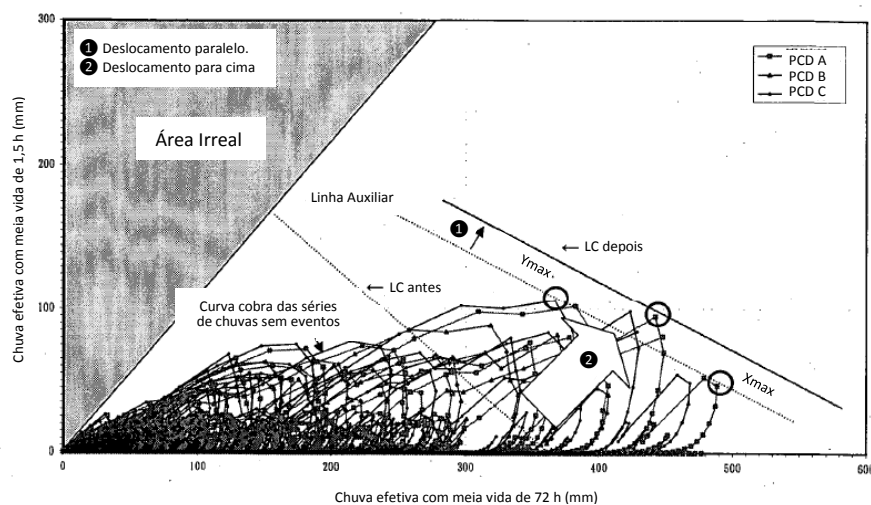 300
❶ Deslocamento paralelo.
❷ Deslocamento para cima
PCD A
PCD B
PCD C
Área Irreal
Chuva efetiva com meia vida de 1,5 h (mm)
200
Linha Auxiliar
❶
← LC depois
Ymax
← LC antes
Curva cobra das séries
de chuvas sem eventos
100
❷
Xmax
0
0
100
200
300
400
500
600
Chuva efetiva com meia vida de 72 h (mm)